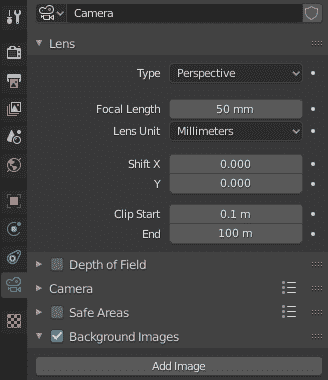 Camera
Lens
Type Perspective
Focal Length 50 mm
Lens Unit Millimeters
Shift X 0.000
Y 0.000
Clip Start 0.1 m
End 100 m
Depth of Field
Camera
Safe Areas
Background Images
Add Image